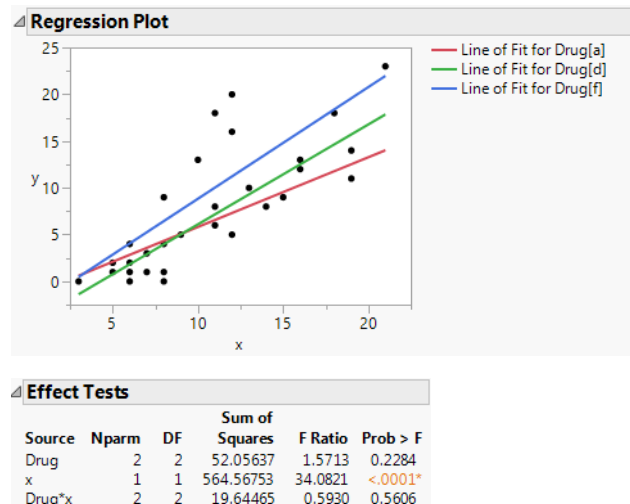 Regression Plot
25
20
15
10
5
0
y
5 10 15 20
x
Line of Fit for Drug[a]
Line of Fit for Drug[d]
Line of Fit for Drug[f]
Effect Tests
Sum of
Source Nparm DF Squares F Ratio Prob > F
Drug 2 2 52.05637 1.5713 0.2284
x 1 1 564.56753 34.0821 <.0001*
Drug*x 2 2 19.64465 0.5930 0.5606